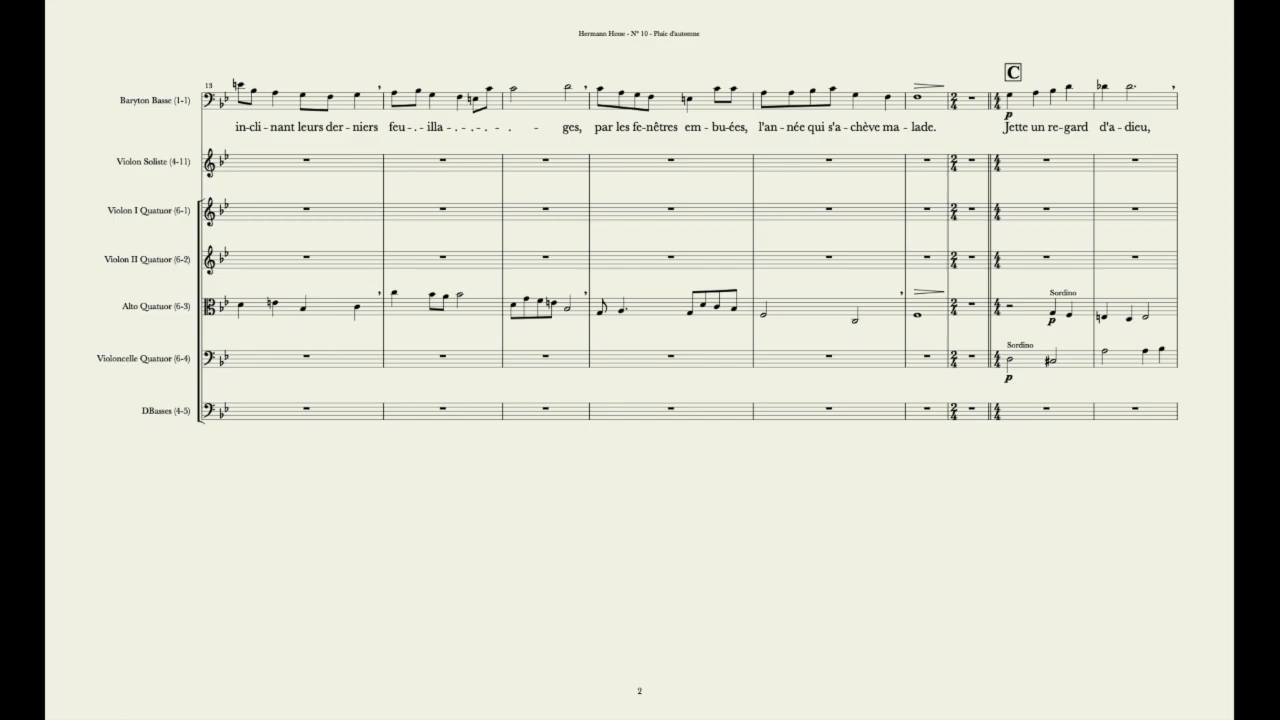 Hermann Hesse - N° 10 - Pluie d'automne
C
13
Baryton Basse (1-1)
p
in-cli-nant leurs der-niers feu-.-illa-.-.-.-.-.-ges, par les fe-nêtres em-bu-ées, l'an-née qui s'a-chève ma-lade. Jette un re-gard d'a-dieu,
Violon Soliste (4-11)
Violon I Quatuor (6-1)
Violon II Quatuor (6-2)
Sordino
Alto Quatuor (6-3)
p
Sordino
Violoncelle Quatuor (6-4)
p
DBasses (4-5)
2